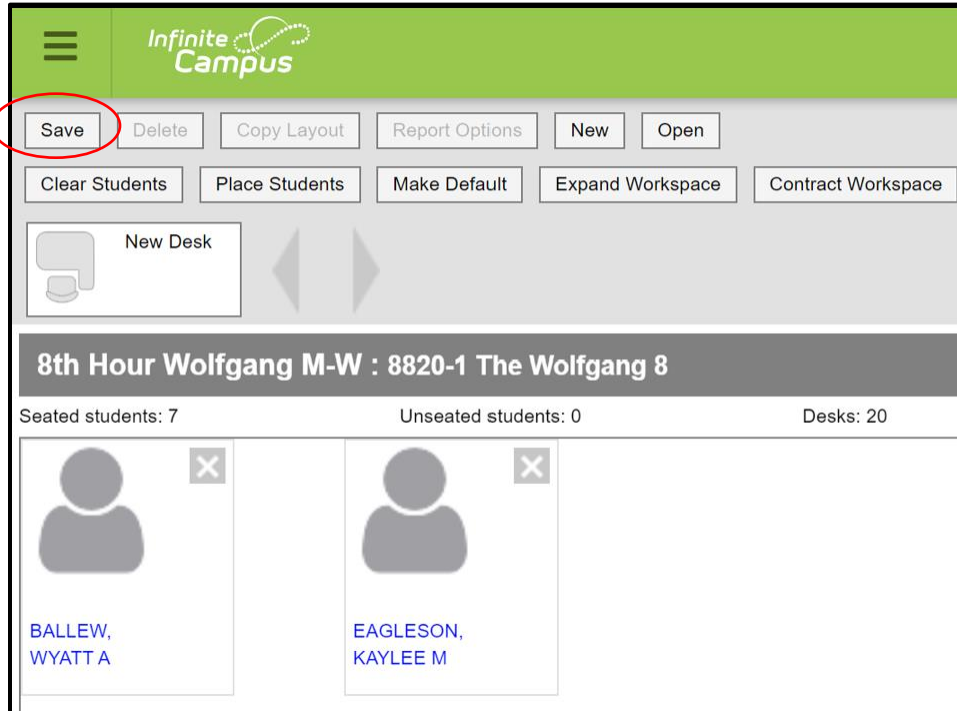 Infinite
Campus
Save Delete Copy Layout Report Options New Open
Clear Students Place Students Make Default Expand Workspace Contract Workspace
New Desk
8th Hour Wolfgang M-W : 8820-1 The Wolfgang 8
Seated students: 7 Unseated students: 0 Desks: 20
BALLEW, EAGLESON,
WYATT A KAYLEE M